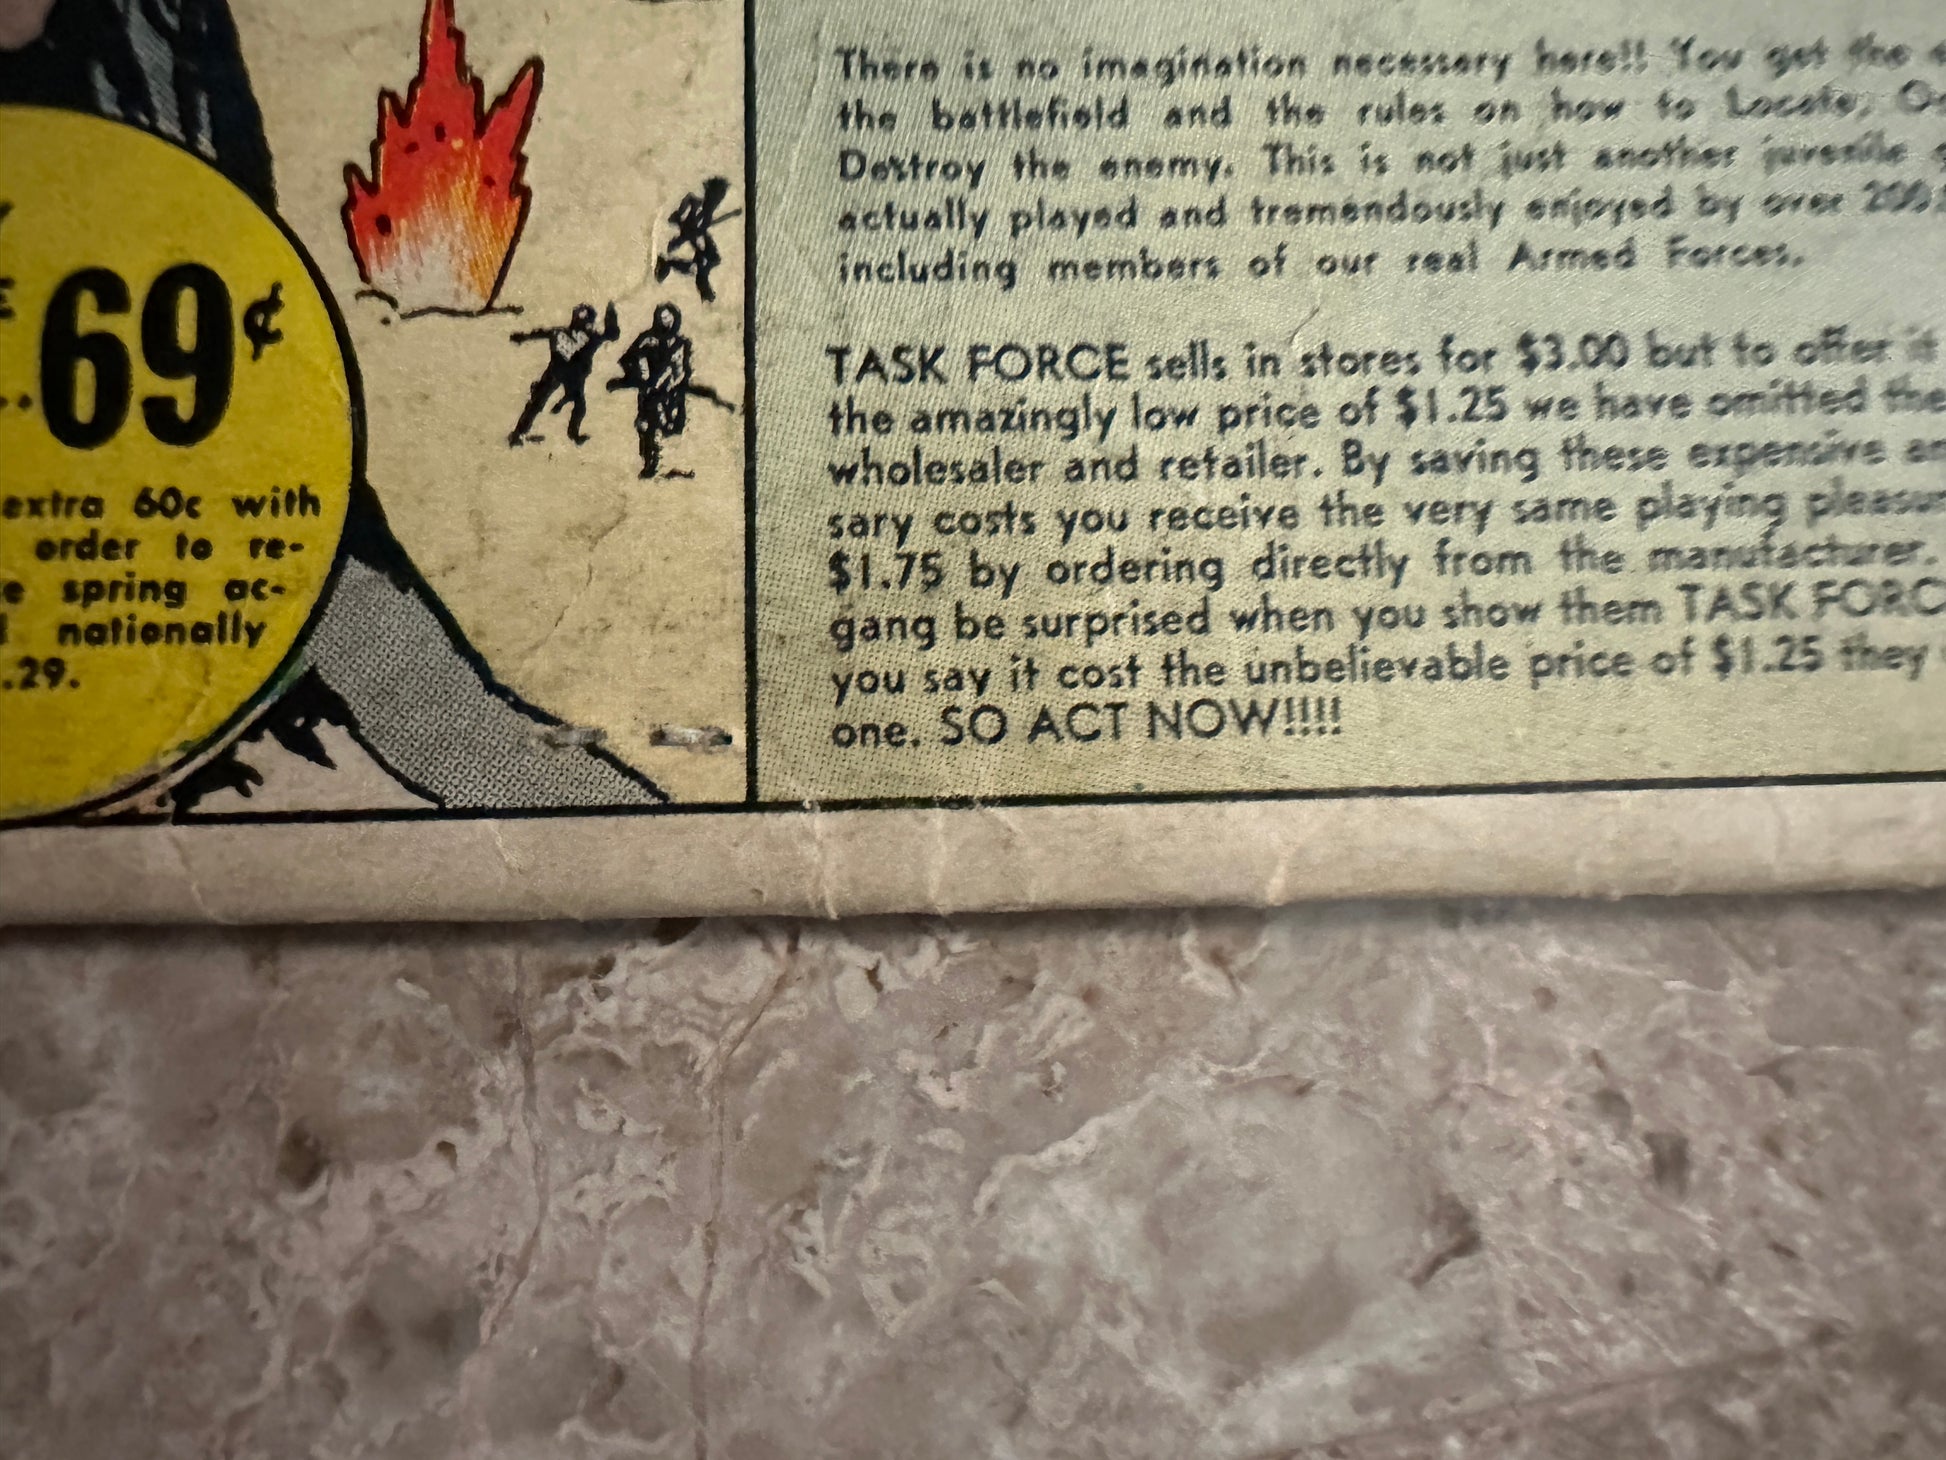 69¢
extra 60c with
order to re-
spring ac-
nationally
.29.
There is no imagination necessary here!! You get the
the battlefield and the rules on how to Locate,
Destroy the enemy. This is not just another juvenile
actually played and tremendously enjoyed by over 200
including members of our real Armed Forces.
TASK FORCE sells in stores for $3.00 but to offer it
the amazingly low price of $1.25 we have omitted the
wholesaler and retailer. By saving these expensive
sary costs you receive the very same playing
$1.75 by ordering directly from the manufacturer.
gang be surprised when you show them TASK FORC
you say it cost the unbelievable price of $1.25 they
one. SO ACT NOW!!!!